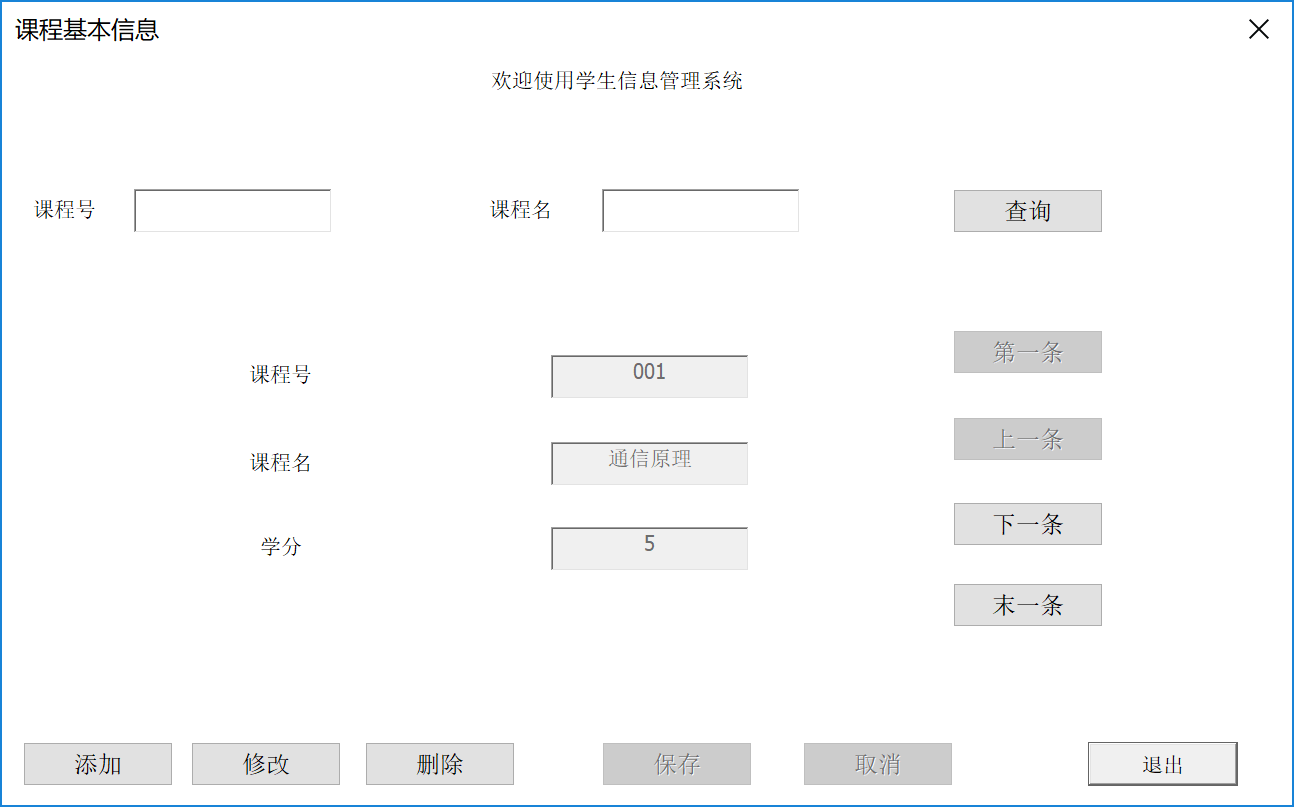 课程基本信息
欢迎使用学生信息管理系统
课程号
课程名
查询
第一条
课程号
001
上一条
课程名
通信原理
下一条
学分
5
末一条
添加
修改
删除
保存
取消
退出